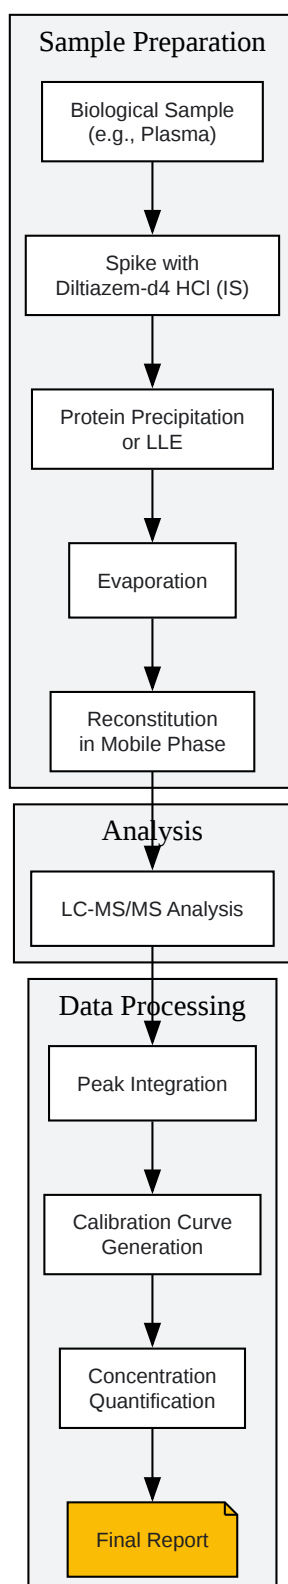 Sample Preparation
Biological Sample
(e.g., Plasma)
Spike with
Diltiazem-d4 HCl (IS)
Protein Precipitation
or LLE
Evaporation
Reconstitution
in Mobile Phase
Analysis
LC-MS/MS Analysis
Data Processing
Peak Integration
Calibration Curve
Generation
Concentration
Quantification
Final Report